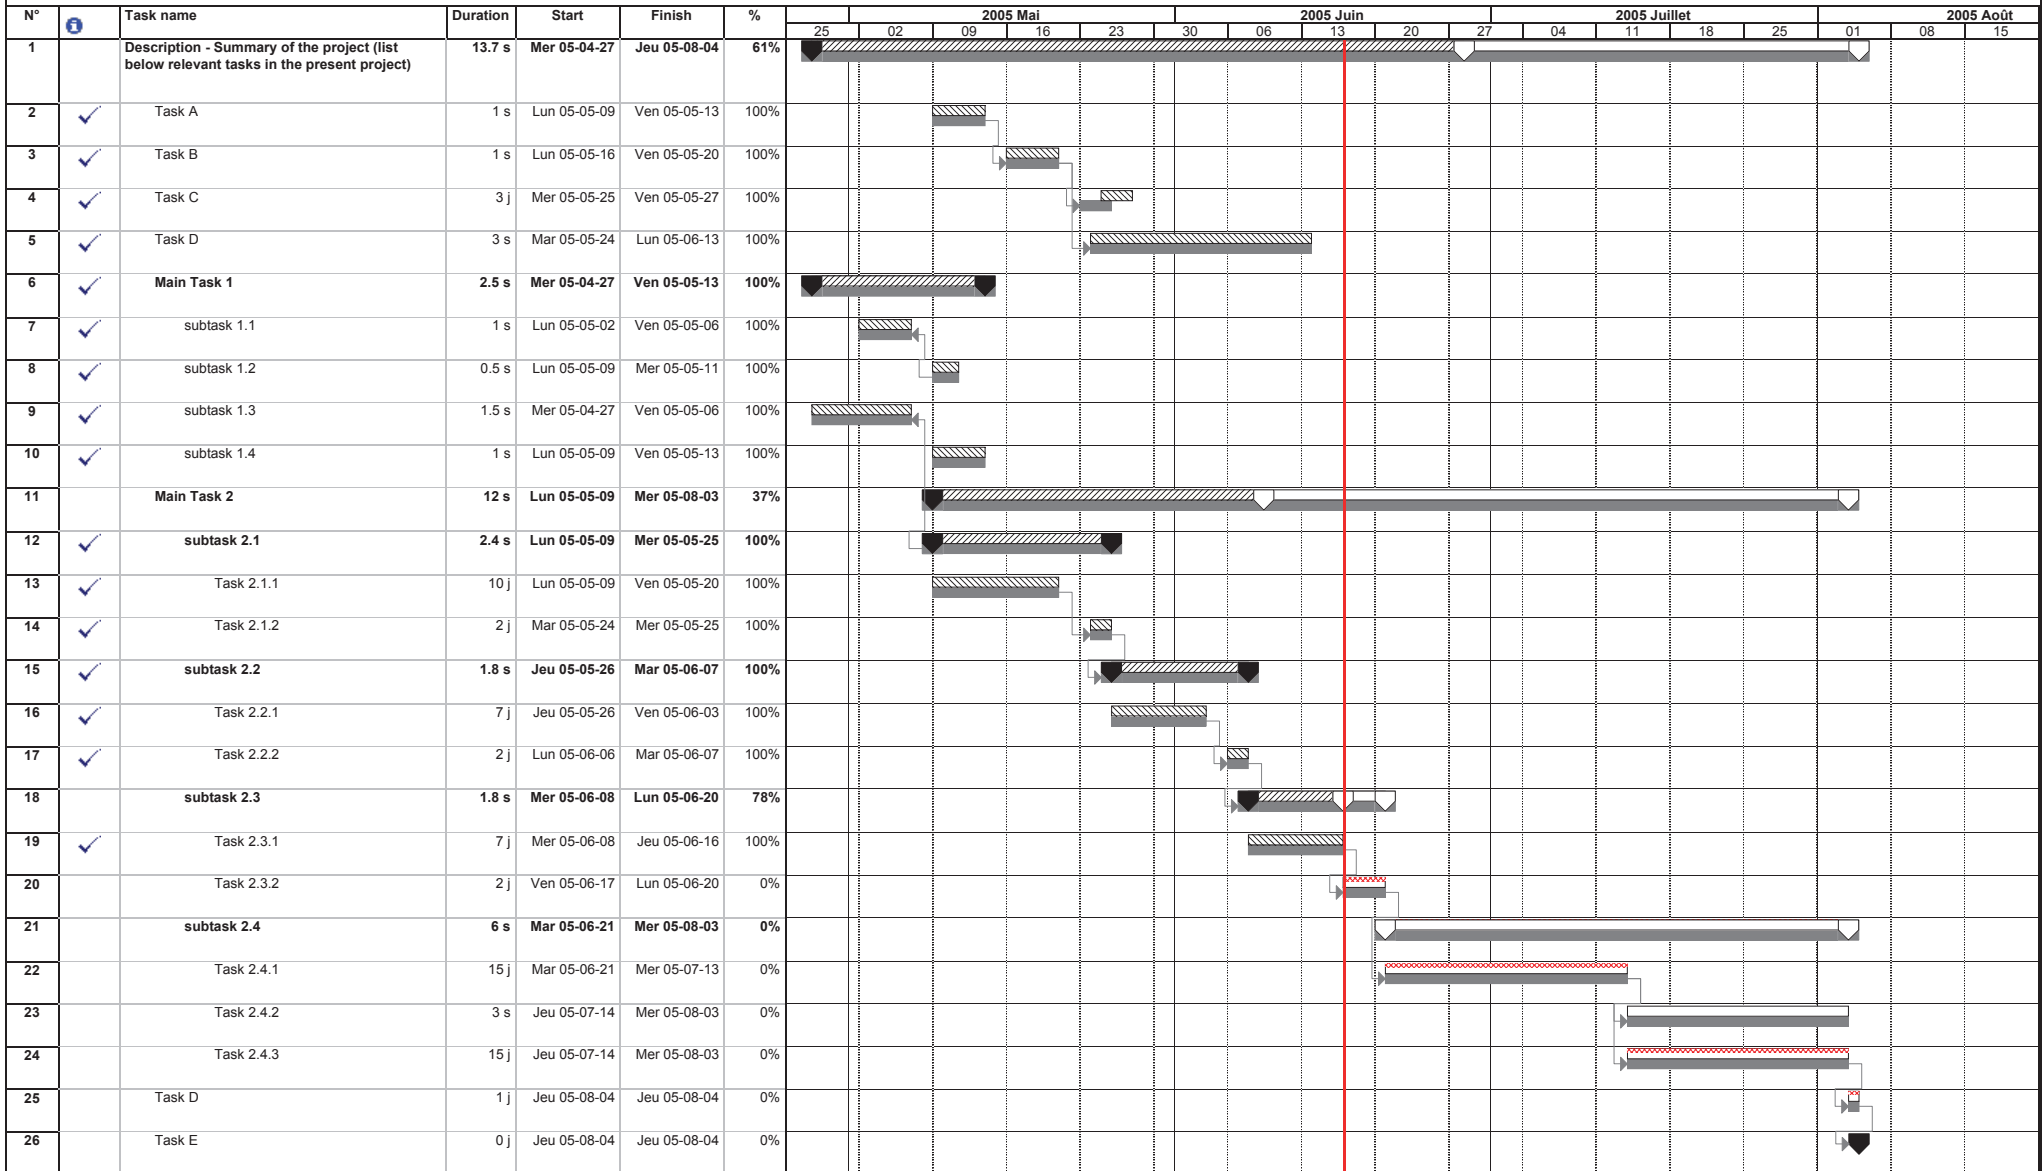 N° Task name Duration Start Finish % 2005 Mai 2005 Juin 2005 Juillet 2005 Août
25 02 09 16 23 30 06 13 20 27 04 11 18 25 01 08 15
1 Description - Summary of the project (list 13.7 s Mer 05-04-27 Jeu 05-08-04 61%
below relevant tasks in the present project)
2 Task A 1 s Lun 05-05-09 Ven 05-05-13 100%
3 Task B 1 s Lun 05-05-16 Ven 05-05-20 100%
4 Task C 3 j Mer 05-05-25 Ven 05-05-27 100%
5 Task D 3 s Mar 05-05-24 Lun 05-06-13 100%
6 Main Task 1 2.5 s Mer 05-04-27 Ven 05-05-13 100%
7 subtask 1.1 1 s Lun 05-05-02 Ven 05-05-06 100%
8 subtask 1.2 0.5 s Lun 05-05-09 Mer 05-05-11 100%
9 subtask 1.3 1.5 s Mer 05-04-27 Ven 05-05-06 100%
10 subtask 1.4 1 s Lun 05-05-09 Ven 05-05-13 100%
11 Main Task 2 12 s Lun 05-05-09 Mer 05-08-03 37%
12 subtask 2.1 2.4 s Lun 05-05-09 Mer 05-05-25 100%
13 Task 2.1.1 10 j Lun 05-05-09 Ven 05-05-20 100%
14 Task 2.1.2 2 j Mar 05-05-24 Mer 05-05-25 100%
15 subtask 2.2 1.8 s Jeu 05-05-26 Mar 05-06-07 100%
16 Task 2.2.1 7 j Jeu 05-05-26 Ven 05-06-03 100%
17 Task 2.2.2 2 j Lun 05-06-06 Mar 05-06-07 100%
18 subtask 2.3 1.8 s Mer 05-06-08 Lun 05-06-20 78%
19 Task 2.3.1 7 j Mer 05-06-08 Jeu 05-06-16 100%
20 Task 2.3.2 2 j Ven 05-06-17 Lun 05-06-20 0%
21 subtask 2.4 6 s Mar 05-06-21 Mer 05-08-03 0%
22 Task 2.4.1 15 j Mar 05-06-21 Mer 05-07-13 0%
23 Task 2.4.2 3 s Jeu 05-07-14 Mer 05-08-03 0%
24 Task 2.4.3 15 j Jeu 05-07-14 Mer 05-08-03 0%
25 Task D 1 j Jeu 05-08-04 Jeu 05-08-04 0%
26 Task E 0 j Jeu 05-08-04 Jeu 05-08-04 0%